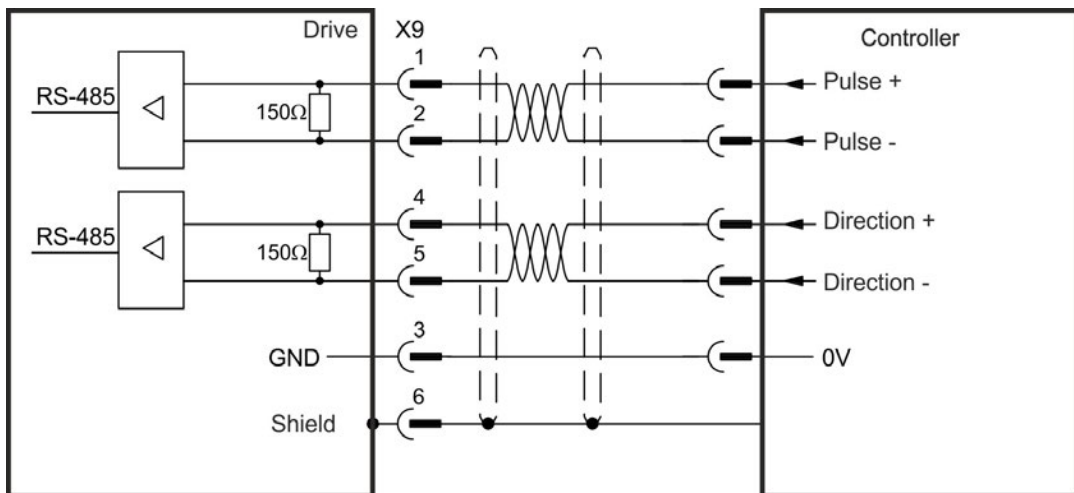 Drive X9 Controller
1
RS-485 150Ω Pulse +
2
Pulse -
4
RS-485 150Ω Direction +
5
Direction -
3
GND 0V
6
Shield